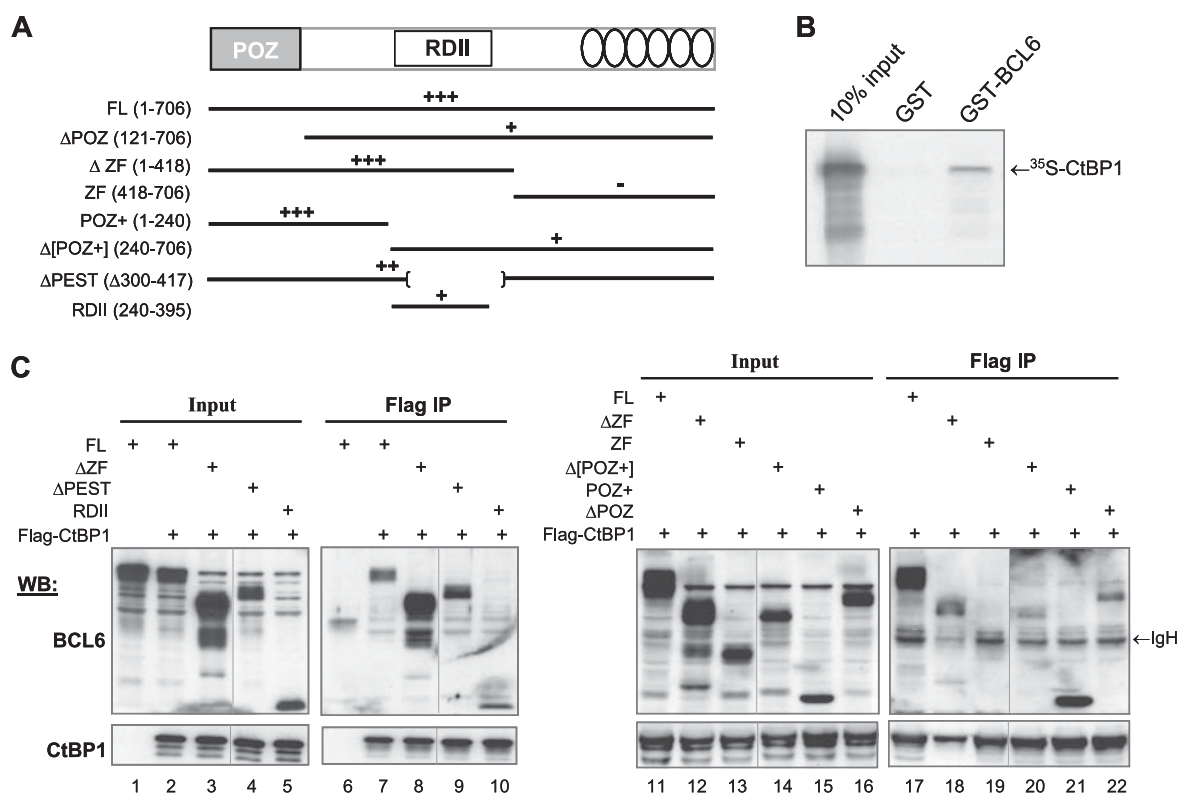 A
POZ
RDII
FL (1-706)
+++
ΔPOZ (121-706)
+
Δ ZF (1-418)
+++
ZF (418-706)
-
POZ+ (1-240)
+++
Δ[POZ+] (240-706)
+
ΔPEST (Δ300-417)
++
RDII (240-395)
+
B
10% input
GST
GST-BCL6
←³⁵S-CtBP1
C
Input
Flag IP
FL + + + +
ΔZF + +
ΔPEST + +
RDII + +
Flag-CtBP1 + + + + + + + +
WB:
BCL6
CtBP1
1 2 3 4 5 6 7 8 9 10
Input
Flag IP
FL + +
ΔZF + +
ZF + +
Δ[POZ+] + +
POZ+ + +
ΔPOZ + +
Flag-CtBP1 + + + + + + + + + + + +
←IgH
11 12 13 14 15 16 17 18 19 20 21 22